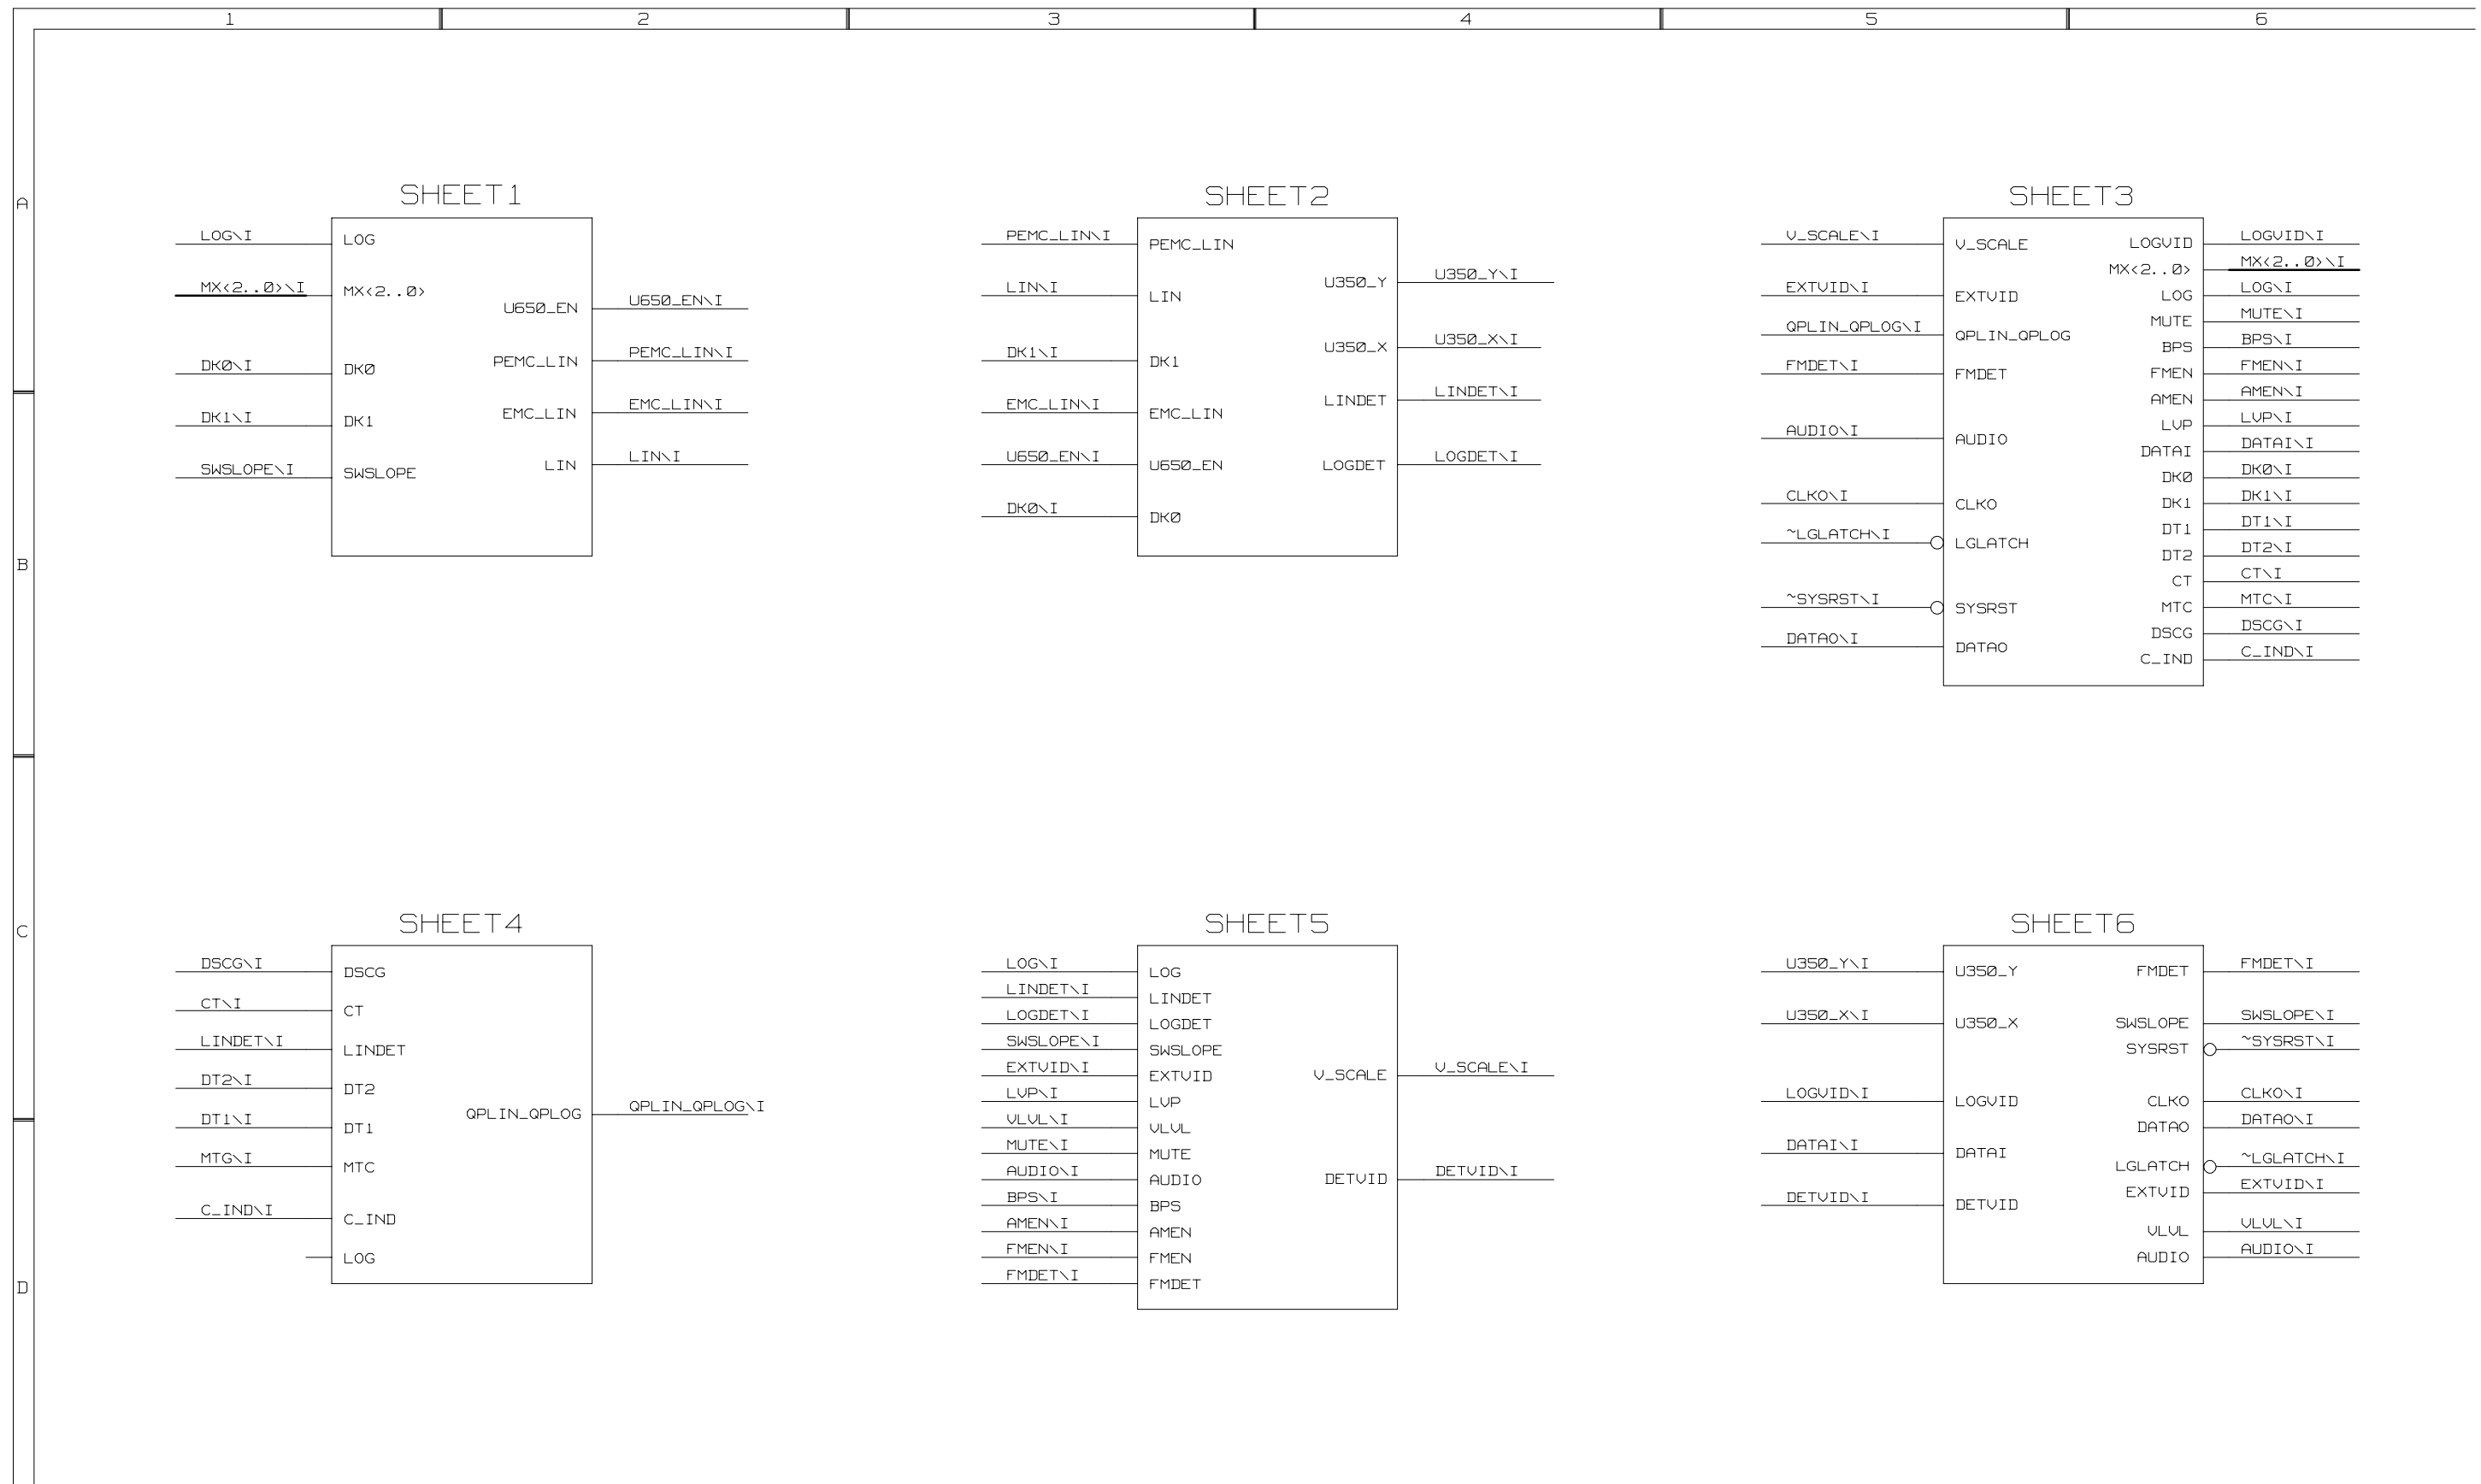 1 2 3 4 5 6
A
B
C
D
SHEET1
LOG\I LOG
MX<2..0>\I MX<2..0>
U650_EN U650_EN\I
PEMC_LIN PEMC_LIN\I
DK0\I DK0
EMC_LIN EMC_LIN\I
DK1\I DK1
LIN LIN\I
SWSLOPE\I SWSLOPE
SHEET2
PEMC_LIN\I PEMC_LIN
U350_Y U350_Y\I
LIN\I LIN
U350_X U350_X\I
DK1\I DK1
LINDET LINDET\I
EMC_LIN\I EMC_LIN
U650_EN\I U650_EN LOGDET LOGDET\I
DK0\I DK0
SHEET3
V_SCALE\I V_SCALE LOGVID LOGVID\I
MX<2..0> MX<2..0>\I
EXTVID\I EXTVID LOG LOG\I
MUTE MUTE\I
QPLIN_QPLOG\I QPLIN_QPLOG
BPS BPS\I
FMDET\I FMDET FMEN FMEN\I
AMEN AMEN\I
LVP LVP\I
AUDIO\I AUDIO
DATAI DATAI\I
DK0 DK0\I
CLKO\I CLKO DK1 DK1\I
DT1 DT1\I
~LGLATCH\I LGLATCH
DT2 DT2\I
CT CT\I
~SYSRST\I SYSRST MTC MTC\I
DSCG DSCG\I
DATAO\I DATAO
C_IND C_IND\I
SHEET4
DSCG\I DSCG
CT\I CT
LINDET\I LINDET
DT2\I DT2
QPLIN_QPLOG QPLIN_QPLOG\I
DT1\I DT1
MTG\I MTC
C_IND\I C_IND
LOG
SHEET5
LOG\I LOG
LINDET\I LINDET
LOGDET\I LOGDET
SWSLOPE\I SWSLOPE
EXTVID\I EXTVID V_SCALE V_SCALE\I
LVP\I LVP
VLVL\I VLVL
MUTE\I MUTE
AUDIO\I AUDIO DETVID DETVID\I
BPS\I BPS
AMEN\I AMEN
FMEN\I FMEN
FMDET\I FMDET
SHEET6
U350_Y\I U350_Y FMDET FMDET\I
U350_X\I U350_X SWSLOPE SWSLOPE\I
SYSRST ~SYSRST\I
LOGVID\I LOGVID CLKO CLKO\I
DATAO DATAO\I
DATAI\I DATAI
LGLATCH ~LGLATCH\I
EXTVID EXTVID\I
DETVID\I DETVID
VLVL VLVL\I
AUDIO AUDIO\I